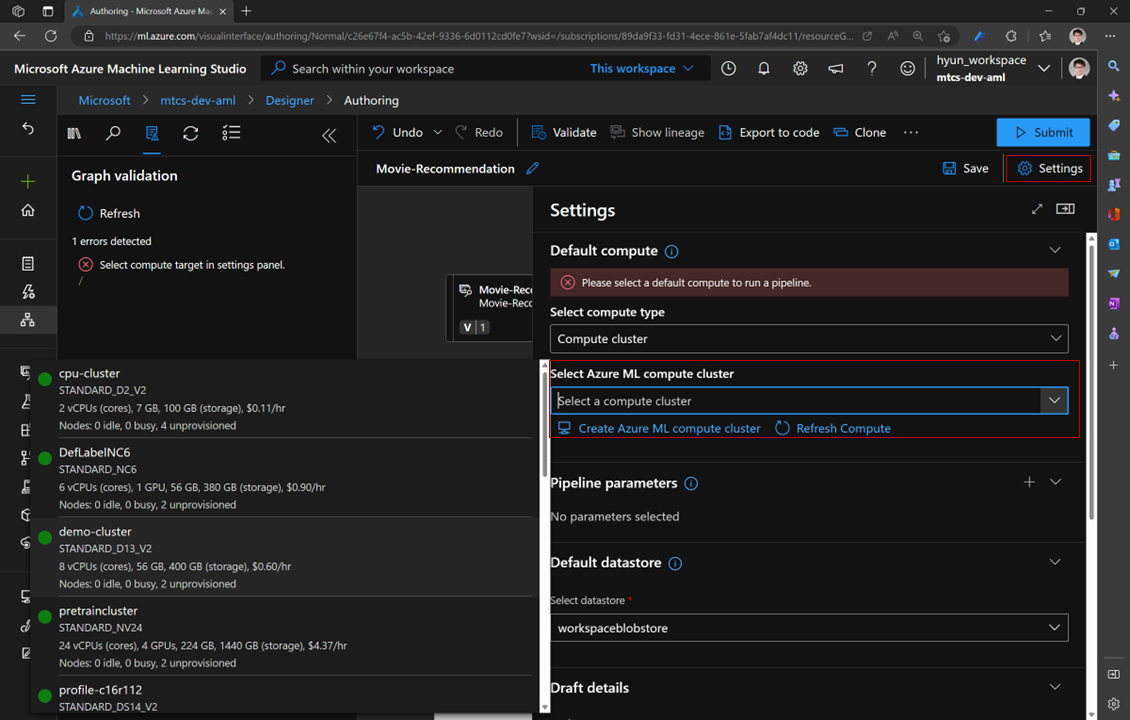 Authoring - Microsoft Azure Mac
https://ml.azure.com/visualinterface/authoring/Normal/c26e67f4-ac5b-42ef-9336-6d0112cd0fe7?wsid=/subscriptions/89da9f33-fd31-4ece-861e-5fab7af4dc11/resourceG...
Microsoft Azure Machine Learning Studio
Search within your workspace
This workspace
hyun_workspace
mtcs-dev-aml
Microsoft > mtcs-dev-aml > Designer > Authoring
Undo
Redo
Validate
Show lineage
Export to code
Clone
...
Submit
Graph validation
Movie-Recommendation
Save
Settings
Refresh
1 errors detected
Select compute target in settings panel.
/
Movie-Reco
Movie-Reco
V 1
Settings
Default compute
Please select a default compute to run a pipeline.
Select compute type
Compute cluster
Select Azure ML compute cluster
Select a compute cluster
Create Azure ML compute cluster
Refresh Compute
cpu-cluster
STANDARD_D2_V2
2 vCPUs (cores), 7 GB, 100 GB (storage), $0.11/hr
Nodes: 0 idle, 0 busy, 4 unprovisioned
DefLabelNC6
STANDARD_NC6
6 vCPUs (cores), 1 GPU, 56 GB, 380 GB (storage), $0.90/hr
Nodes: 0 idle, 0 busy, 2 unprovisioned
demo-cluster
STANDARD_D13_V2
8 vCPUs (cores), 56 GB, 400 GB (storage), $0.60/hr
Nodes: 0 idle, 0 busy, 2 unprovisioned
pretraincluster
STANDARD_NV24
24 vCPUs (cores), 4 GPUs, 224 GB, 1440 GB (storage), $4.37/hr
Nodes: 0 idle, 0 busy, 2 unprovisioned
profile-c16r112
STANDARD_DS14_V2
Pipeline parameters
No parameters selected
Default datastore
Select datastore *
workspaceblobstore
Draft details